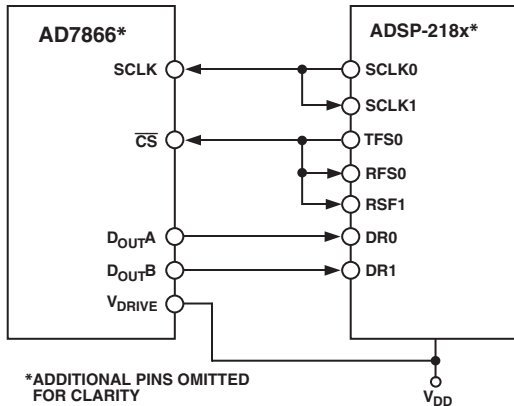 AD7866*
ADSP-218x*
SCLK
SCLK0
SCLK1
CS
TFS0
RFS0
RSF1
DOUTA
DR0
DOUTB
DR1
VDRIVE
*ADDITIONAL PINS OMITTED
FOR CLARITY
VDD